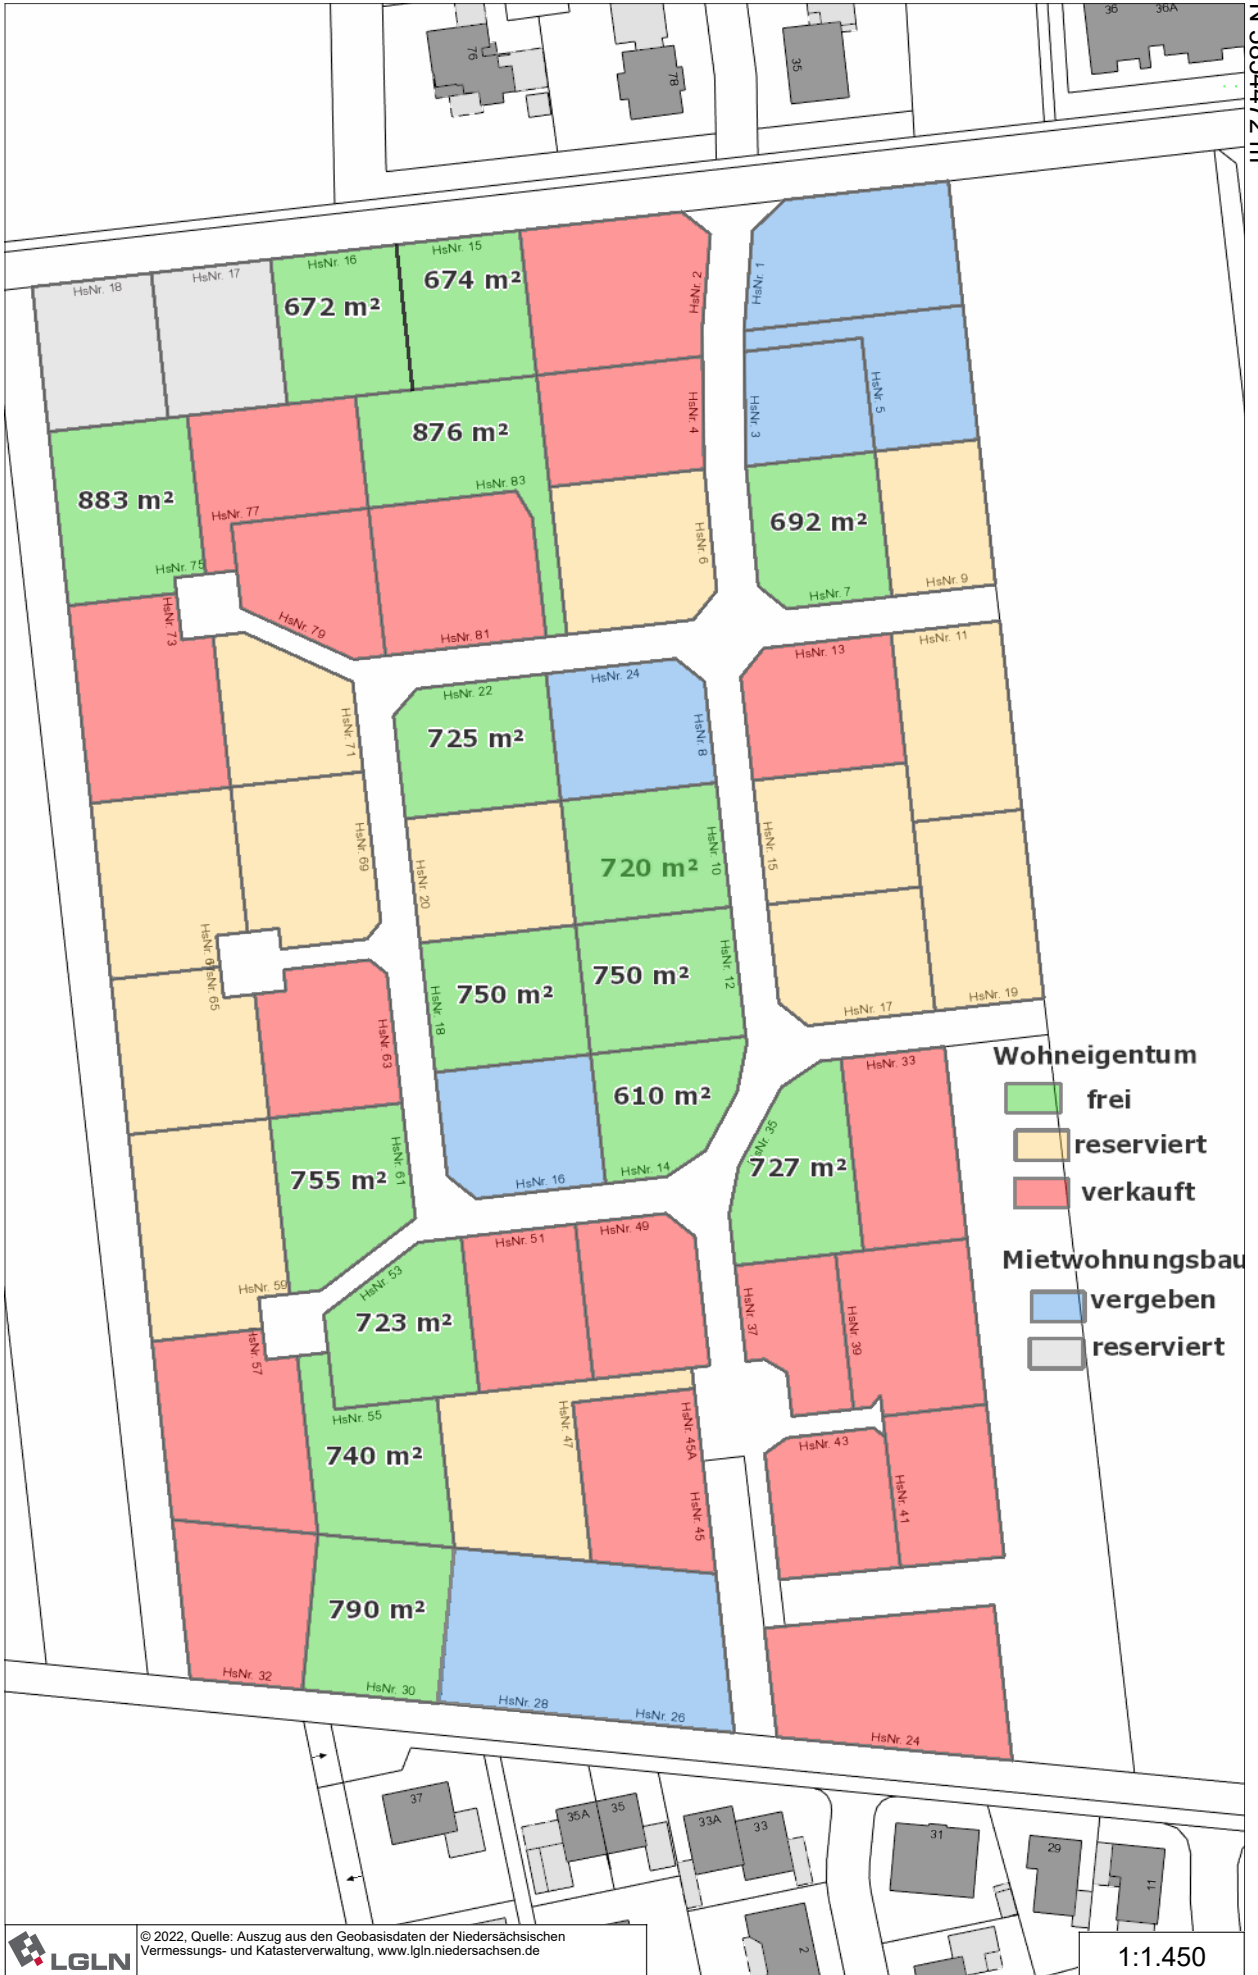 76
78
35
36
36A
HsNr. 18
HsNr. 17
HsNr. 16
672 m²
HsNr. 15
674 m²
HsNr. 2
HsNr. 1
HsNr. 3
HsNr. 5
HsNr. 4
876 m²
HsNr. 83
883 m²
HsNr. 77
HsNr. 75
HsNr. 73
HsNr. 79
HsNr. 81
HsNr. 6
692 m²
HsNr. 7
HsNr. 9
HsNr. 11
HsNr. 13
HsNr. 22
725 m²
HsNr. 24
HsNr. 8
HsNr. 71
HsNr. 69
HsNr. 20
720 m²
HsNr. 10
HsNr. 15
HsNr. 65
HsNr. 63
750 m²
HsNr. 18
750 m²
HsNr. 12
HsNr. 17
HsNr. 19
610 m²
HsNr. 14
HsNr. 16
755 m²
HsNr. 61
HsNr. 35
727 m²
HsNr. 33
Wohneigentum
frei
reserviert
verkauft
Mietwohnungsbau
vergeben
reserviert
HsNr. 59
HsNr. 57
HsNr. 53
723 m²
HsNr. 51
HsNr. 49
HsNr. 37
HsNr. 39
HsNr. 55
740 m²
HsNr. 47
HsNr. 45A
HsNr. 45
HsNr. 43
HsNr. 41
790 m²
HsNr. 32
HsNr. 30
HsNr. 28
HsNr. 26
HsNr. 24
37
35A
35
33A
33
31
29
11
2
LGLN
© 2022, Quelle: Auszug aus den Geobasisdaten der Niedersächsischen
Vermessungs- und Katasterverwaltung, www.lgln.niedersachsen.de
1:1.450